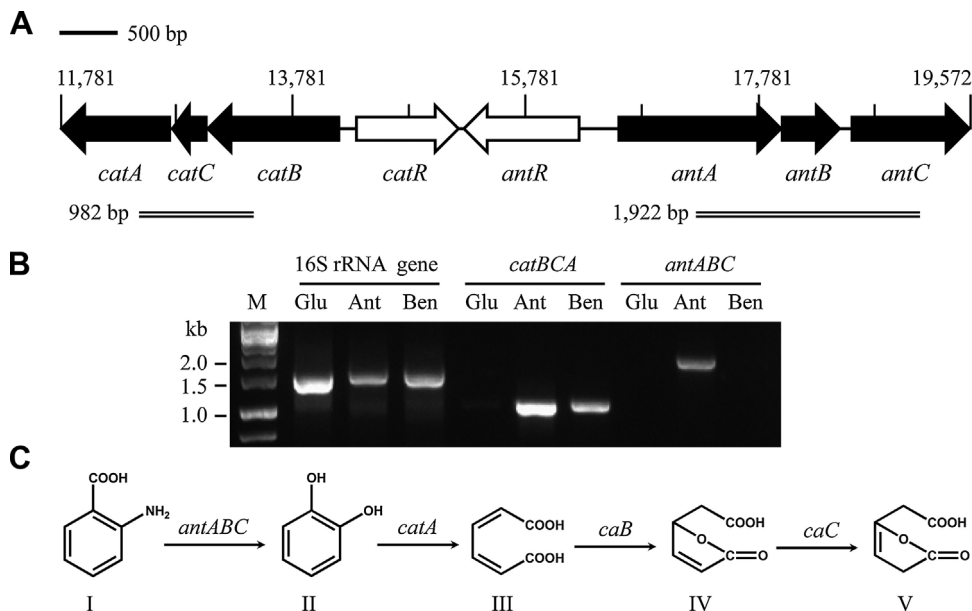 A
500 bp
11,781 13,781 15,781 17,781 19,572
catA catC catB catR antR antA antB antC
982 bp 1,922 bp
B
16S rRNA gene catBCA antABC
M Glu Ant Ben Glu Ant Ben Glu Ant Ben
kb
2.0
1.5
1.0
C
COOH OH
NH2 OH COOH COOH COOH
antABC catA caB caC
COOH O O O O
I II III IV V